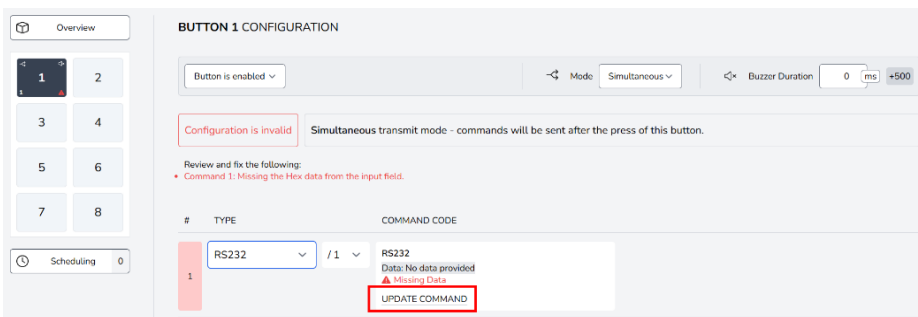 Overview
BUTTON 1 CONFIGURATION
1
1
2
Button is enabled
Mode
Simultaneous
Buzzer Duration
0
ms
+500
3
4
Configuration is invalid
Simultaneous transmit mode - commands will be sent after the press of this button.
5
6
Review and fix the following:
Command 1: Missing the Hex data from the input field.
7
8
#
TYPE
COMMAND CODE
Scheduling
0
1
RS232
/ 1
RS232
Data: No data provided
Missing Data
UPDATE COMMAND